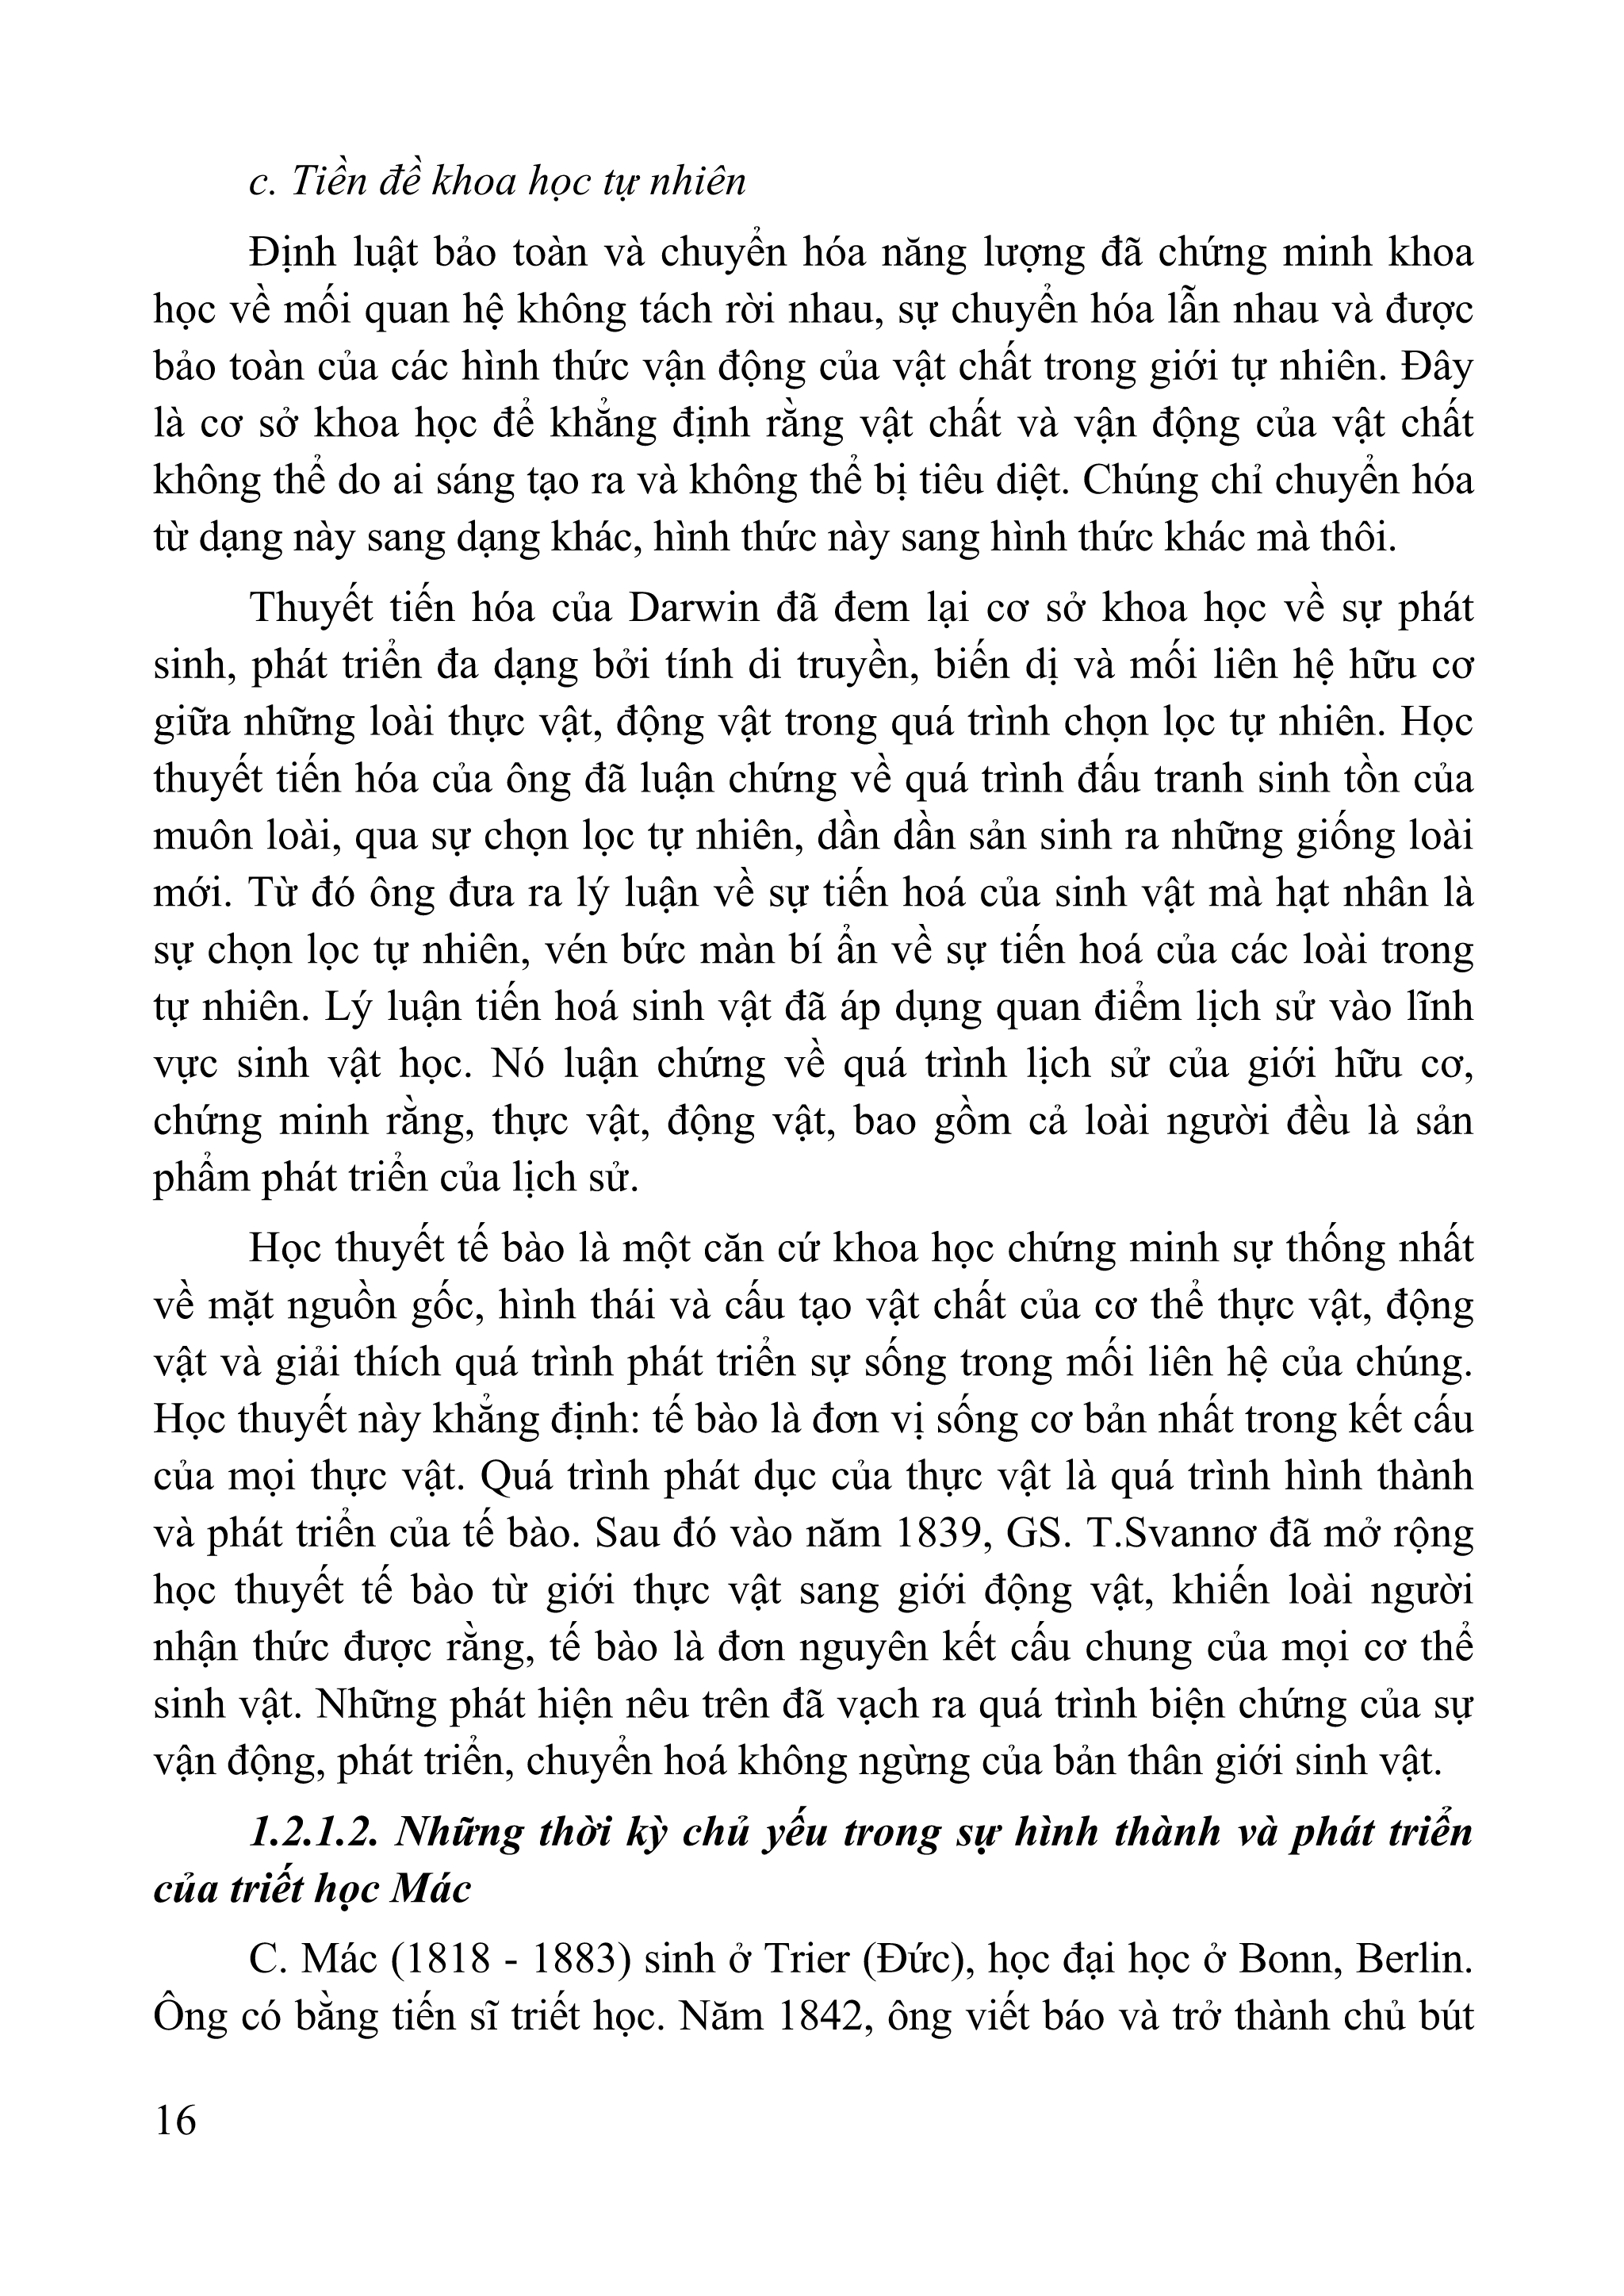 c. Tiền đề khoa học tự nhiên
Định luật bảo toàn và chuyển hóa năng lượng đã chứng minh khoa
học về mối quan hệ không tách rời nhau, sự chuyển hóa lẫn nhau và được
bảo toàn của các hình thức vận động của vật chất trong giới tự nhiên. Đây
là cơ sở khoa học để khẳng định rằng vật chất và vận động của vật chất
không thể do ai sáng tạo ra và không thể bị tiêu diệt. Chúng chỉ chuyển hóa
từ dạng này sang dạng khác, hình thức này sang hình thức khác mà thôi.
Thuyết tiến hóa của Darwin đã đem lại cơ sở khoa học về sự phát
sinh, phát triển đa dạng bởi tính di truyền, biến dị và mối liên hệ hữu cơ
giữa những loài thực vật, động vật trong quá trình chọn lọc tự nhiên. Học
thuyết tiến hóa của ông đã luận chứng về quá trình đấu tranh sinh tồn của
muôn loài, qua sự chọn lọc tự nhiên, dần dần sản sinh ra những giống loài
mới. Từ đó ông đưa ra lý luận về sự tiến hoá của sinh vật mà hạt nhân là
sự chọn lọc tự nhiên, vén bức màn bí ẩn về sự tiến hoá của các loài trong
tự nhiên. Lý luận tiến hoá sinh vật đã áp dụng quan điểm lịch sử vào lĩnh
vực sinh vật học. Nó luận chứng về quá trình lịch sử của giới hữu cơ,
chứng minh rằng, thực vật, động vật, bao gồm cả loài người đều là sản
phẩm phát triển của lịch sử.
Học thuyết tế bào là một căn cứ khoa học chứng minh sự thống nhất
về mặt nguồn gốc, hình thái và cấu tạo vật chất của cơ thể thực vật, động
vật và giải thích quá trình phát triển sự sống trong mối liên hệ của chúng.
Học thuyết này khẳng định: tế bào là đơn vị sống cơ bản nhất trong kết cấu
của mọi thực vật. Quá trình phát dục của thực vật là quá trình hình thành
và phát triển của tế bào. Sau đó vào năm 1839, GS. T.Svannơ đã mở rộng
học thuyết tế bào từ giới thực vật sang giới động vật, khiến loài người
nhận thức được rằng, tế bào là đơn nguyên kết cấu chung của mọi cơ thể
sinh vật. Những phát hiện nêu trên đã vạch ra quá trình biện chứng của sự
vận động, phát triển, chuyển hoá không ngừng của bản thân giới sinh vật.
1.2.1.2. Những thời kỳ chủ yếu trong sự hình thành và phát triển
của triết học Mác
C. Mác (1818 - 1883) sinh ở Trier (Đức), học đại học ở Bonn, Berlin.
Ông có bằng tiến sĩ triết học. Năm 1842, ông viết báo và trở thành chủ bút
16